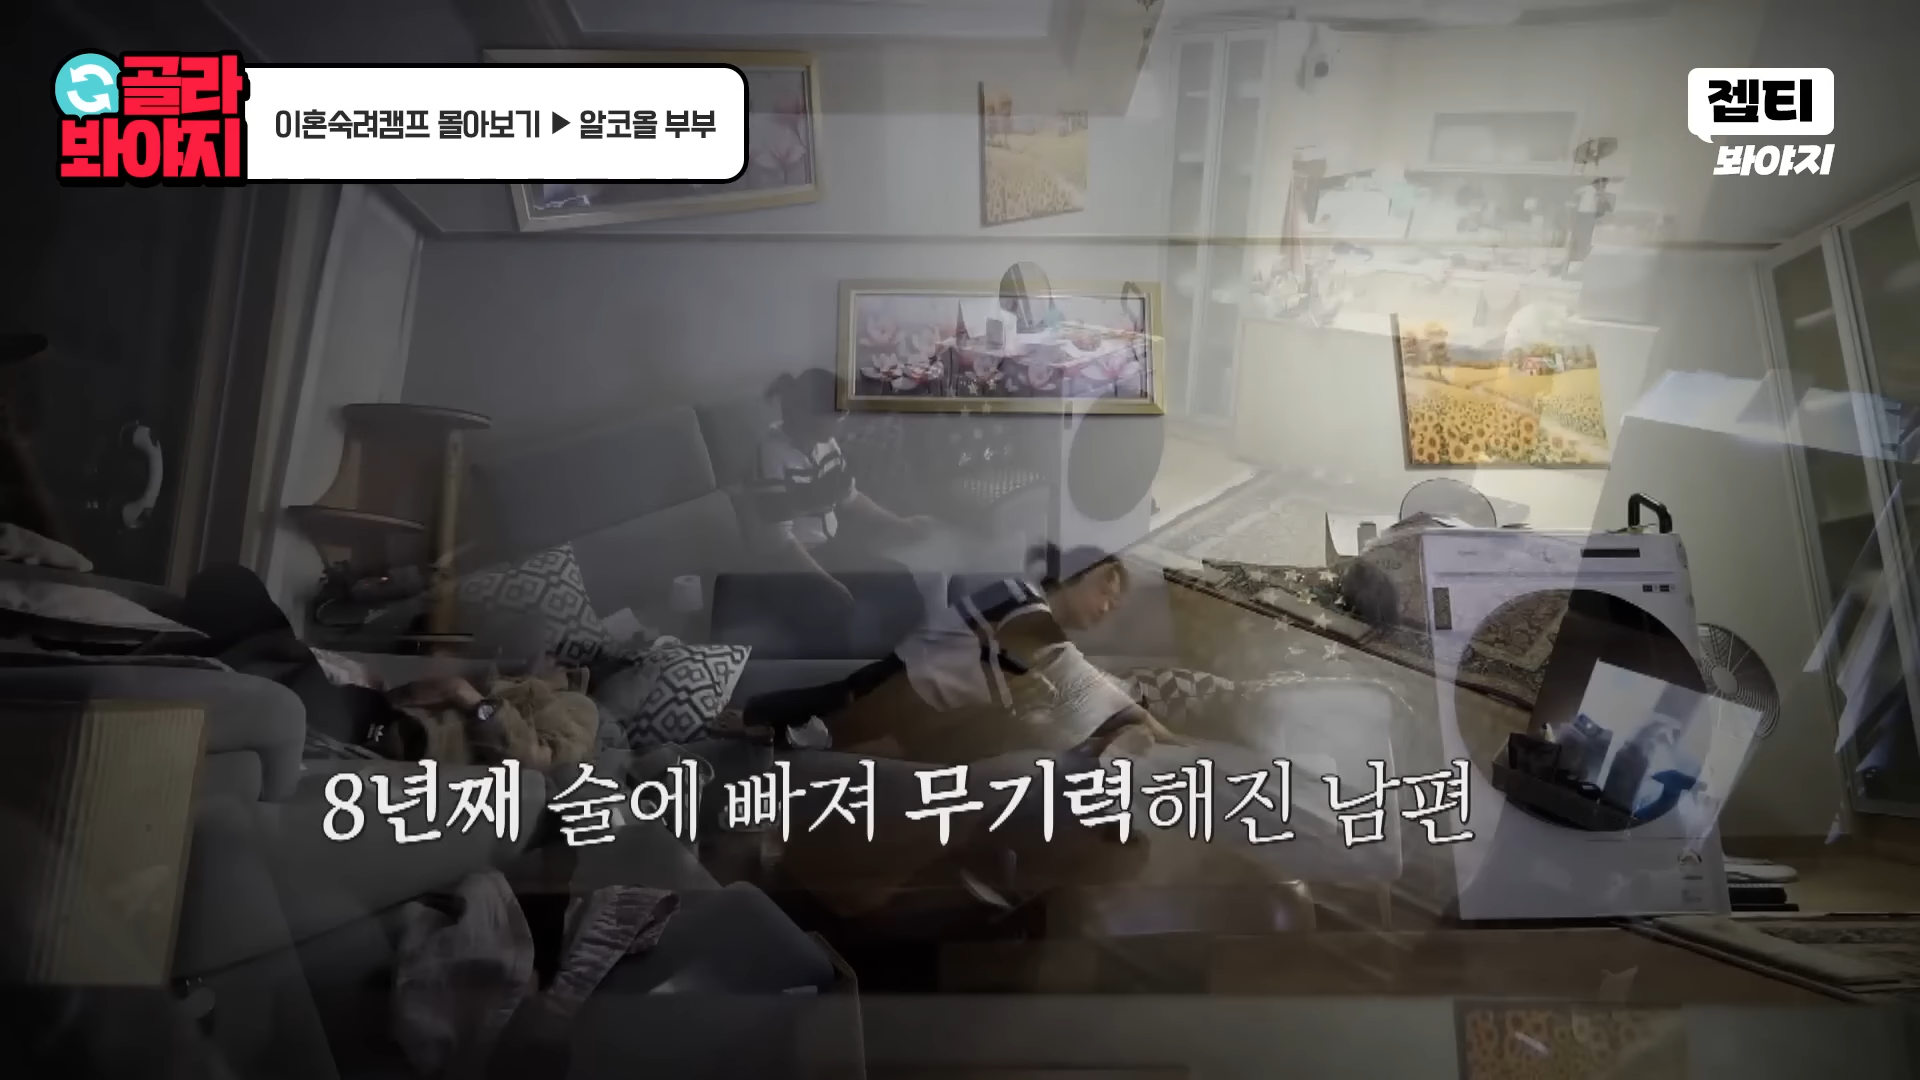 골라
봐야지
이혼숙려캠프 몰아보기 ▶ 알코올 부부
젭티
봐야지
8년째 술에 빠져 무기력해진 남편